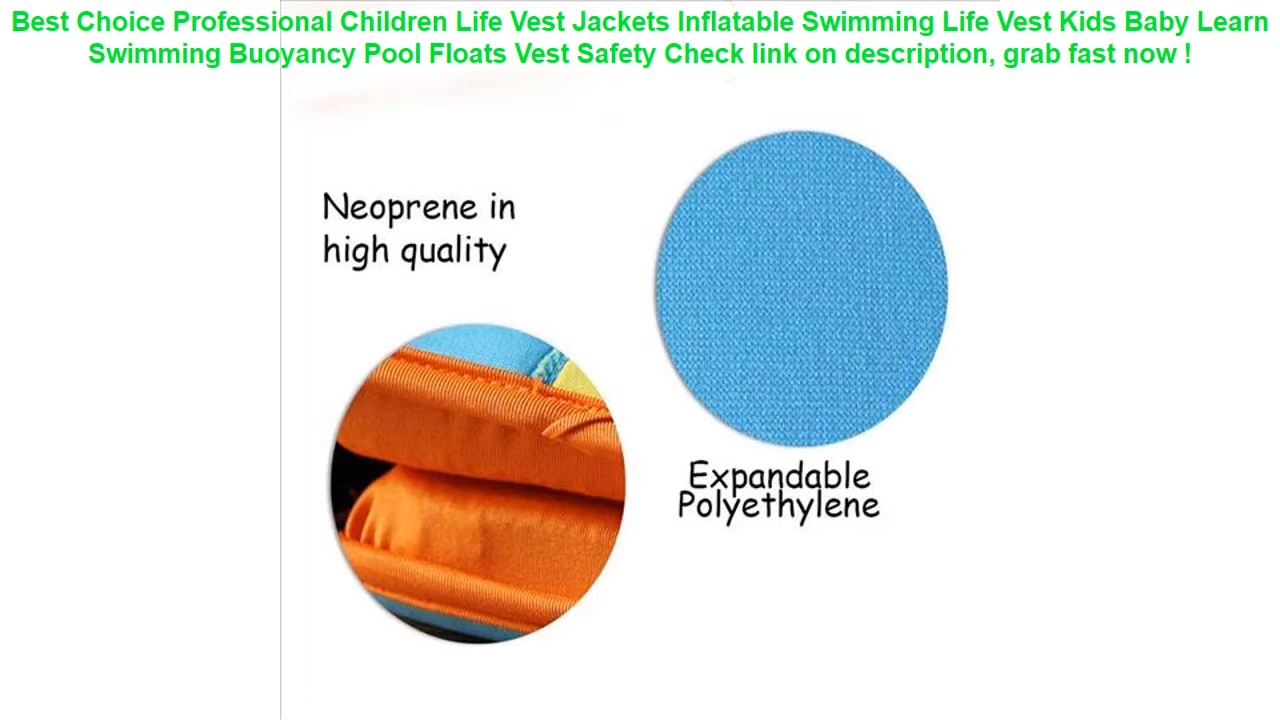 Best Choice Professional Children Life Vest Jackets Inflatable Swimming Life Vest Kids Baby Learn
Swimming Buoyancy Pool Floats Vest Safety Check link on description, grab fast now !
Neoprene in
high quality
Expandable
Polyethylene